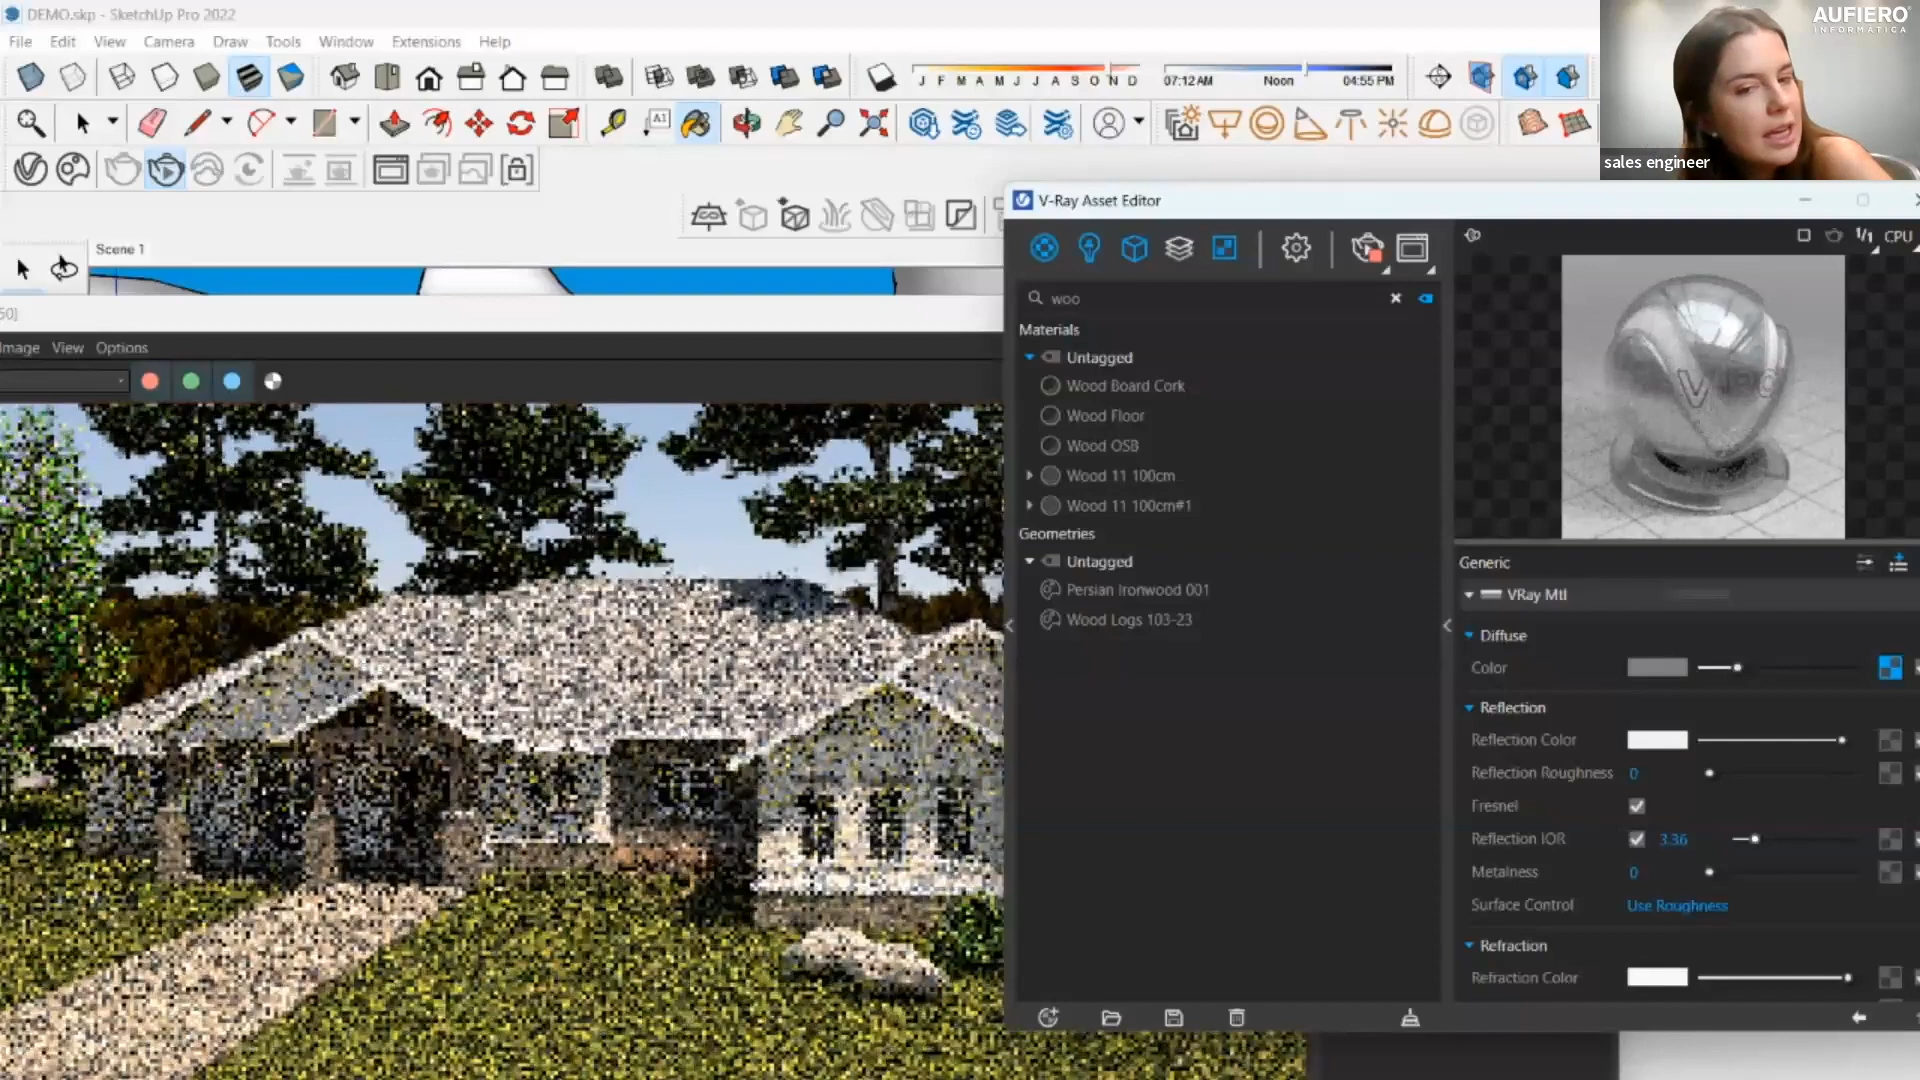 DEMO.skp - SketchUp Pro 2022
AUFIERO
INFORMATICA
File Edit View Camera Draw Tools Window Extensions Help
J F M A M J J A S O N D
07:12 AM Noon 04:55 PM
A1
sales engineer
V-Ray Asset Editor
Scene 1
1/1 CPU
woo
50]
Image View Options
Materials
Untagged
Wood Board Cork
Wood Floor
Wood OSB
Wood 11 100cm
Wood 11 100cm#1
Geometries
Untagged
Persian Ironwood 001
Wood Logs 103-23
Generic
VRay Mtl
Diffuse
Color
Reflection
Reflection Color
Reflection Roughness 0
Fresnel
Reflection IOR 3.36
Metalness 0
Surface Control Use Roughness
Refraction
Refraction Color